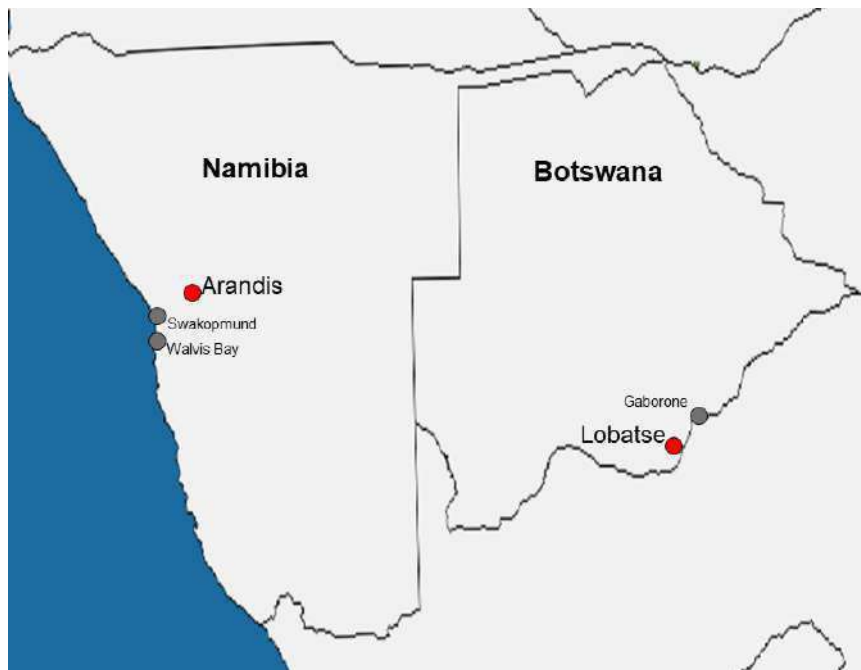 Namibia
Botswana
Arandis
Swakopmund
Walvis Bay
Gaborone
Lobatse